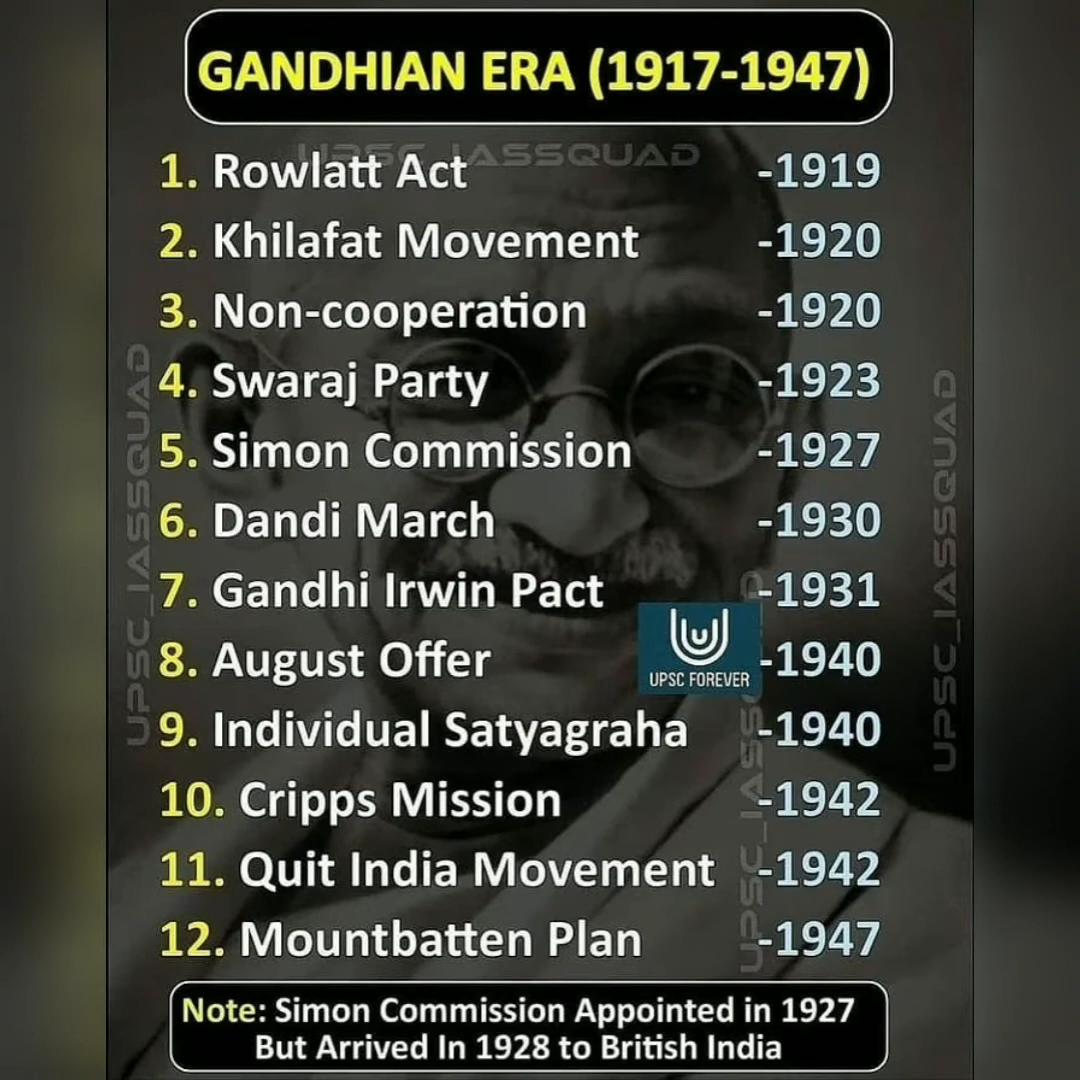 GANDHIAN ERA (1917-1947)
UPSC_IASSQUAD
1. Rowlatt Act -1919
2. Khilafat Movement -1920
3. Non-cooperation -1920
4. Swaraj Party -1923
5. Simon Commission -1927
6. Dandi March -1930
7. Gandhi Irwin Pact -1931
8. August Offer -1940
9. Individual Satyagraha -1940
10. Cripps Mission -1942
11. Quit India Movement -1942
12. Mountbatten Plan -1947
UPSC FOREVER
UPSC_IASSQUAD
UPSC_IASSQUAD
UPSC_IASSQUAD
Note: Simon Commission Appointed in 1927
But Arrived In 1928 to British India